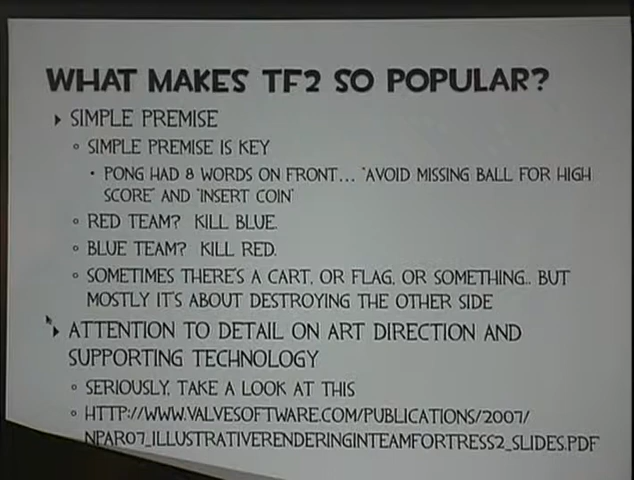 WHAT MAKES TF2 SO POPULAR?
SIMPLE PREMISE
SIMPLE PREMISE IS KEY
PONG HAD 8 WORDS ON FRONT... "AVOID MISSING BALL FOR HIGH
SCORE" AND "INSERT COIN"
RED TEAM? KILL BLUE.
BLUE TEAM? KILL RED.
SOMETIMES THERE'S A CART, OR FLAG, OR SOMETHING... BUT
MOSTLY IT'S ABOUT DESTROYING THE OTHER SIDE
ATTENTION TO DETAIL ON ART DIRECTION AND
SUPPORTING TECHNOLOGY
SERIOUSLY, TAKE A LOOK AT THIS
HTTP://WWW.VALVESOFTWARE.COM/PUBLICATIONS/2007/
NPAR07_ILLUSTRATIVERENDERINGINTEAMFORTRESS2_SLIDES.PDF